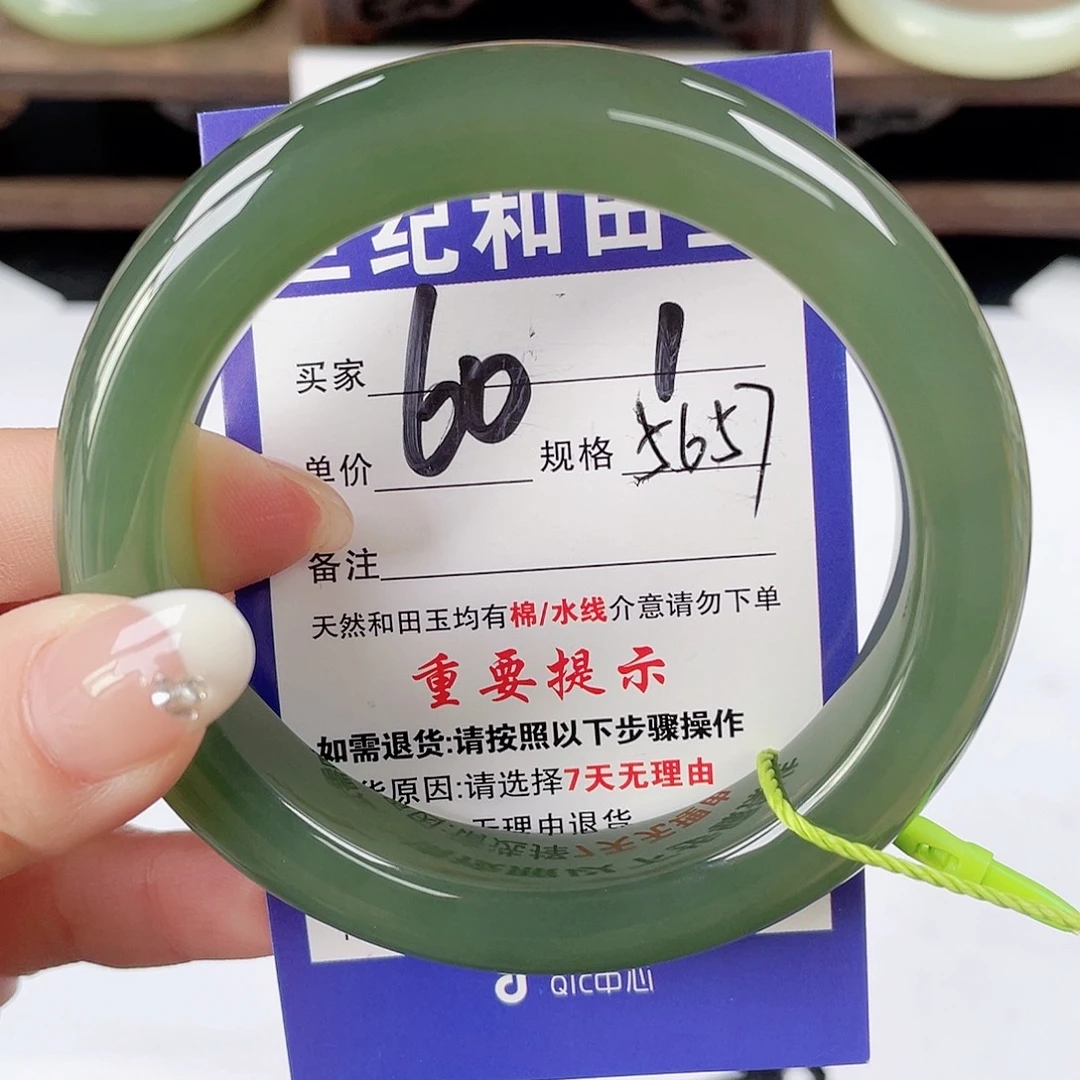 世纪和田玉
买家 60 1
单价 规格 5657
备注
天然和田玉均有棉/水线介意请勿下单
重要提示
如需退货:请按照以下步骤操作
货原因:请选择7天无理由
无理由退货
QIC中心